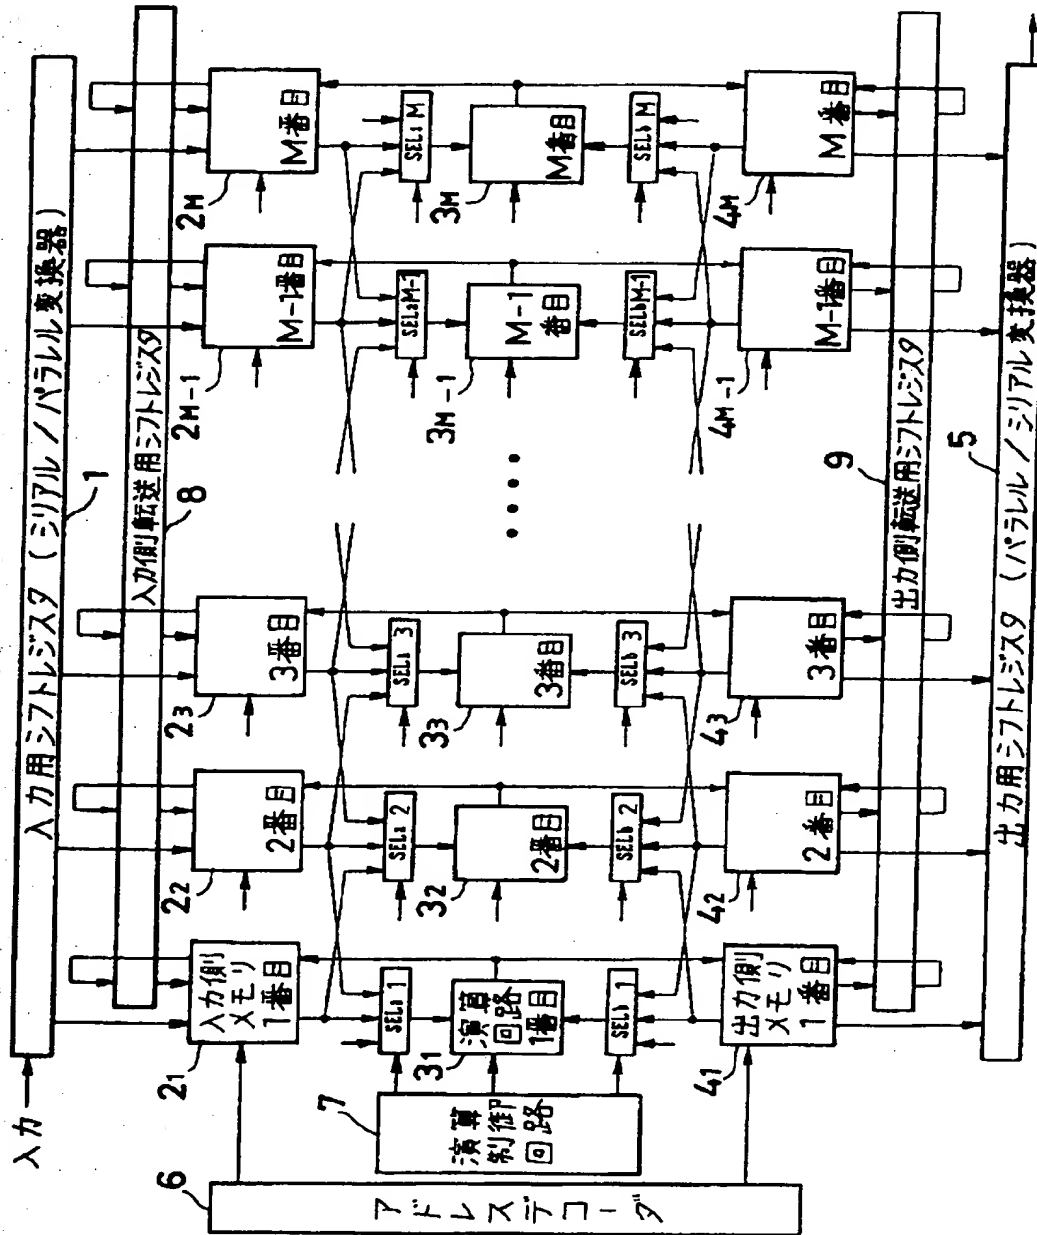 入力
入力用シフトレジスタ (シリアル/パラレル変換器)
1
入力側転送用シフトレジスタ
8
入力側
メモリ
1番目
21
2番目
22
3番目
23
M-1番目
2M-1
M番目
2M
SELa 1
SELa 2
SELa 3
SELaM-1
SELa M
演算
回路
1番目
31
2番目
32
3番目
33
M-1
番目
3M-1
M番目
3M
SELb 1
SELb 2
SELb 3
SELbM-1
SELb M
出力側
メモリ
1番目
41
2番目
42
3番目
43
M-1番目
4M-1
M番目
4M
出力側転送用シフトレジスタ
9
出力用シフトレジスタ (パラレル/シリアル変換器)
5
演算
制御
回路
7
アドレスデコーダ
6